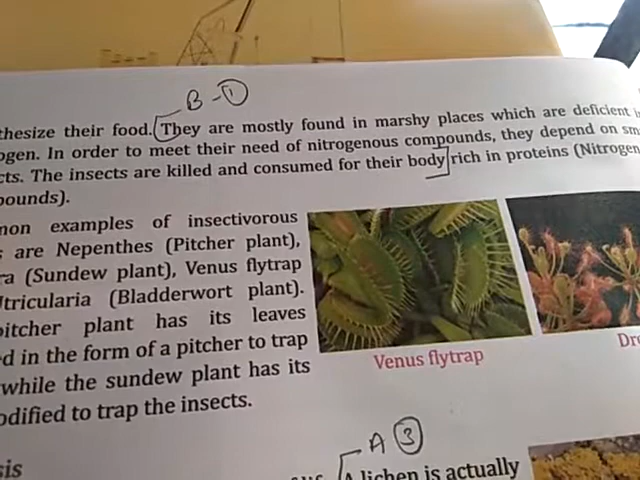 B-①
thesize their food. They are mostly found in marshy places which are deficient
ogen. In order to meet their need of nitrogenous compounds, they depend on sm
cts. The insects are killed and consumed for their body rich in proteins (Nitrogen
pounds).
mon examples of insectivorous
s are Nepenthes (Pitcher plant),
ra (Sundew plant), Venus flytrap
Utricularia (Bladderwort plant).
pitcher plant has its leaves
d in the form of a pitcher to trap
while the sundew plant has its
odified to trap the insects.
Venus flytrap
Dro
A ③
sis
A lichen is actually